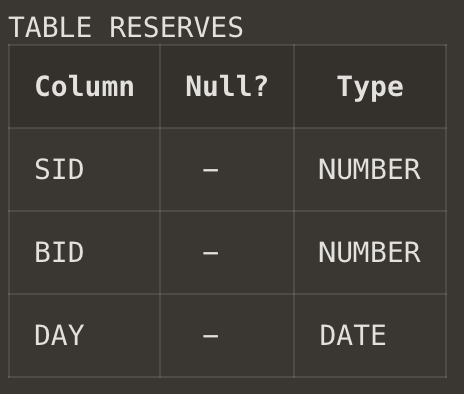 TABLE RESERVES
Column Null? Type
SID – NUMBER
BID – NUMBER
DAY – DATE